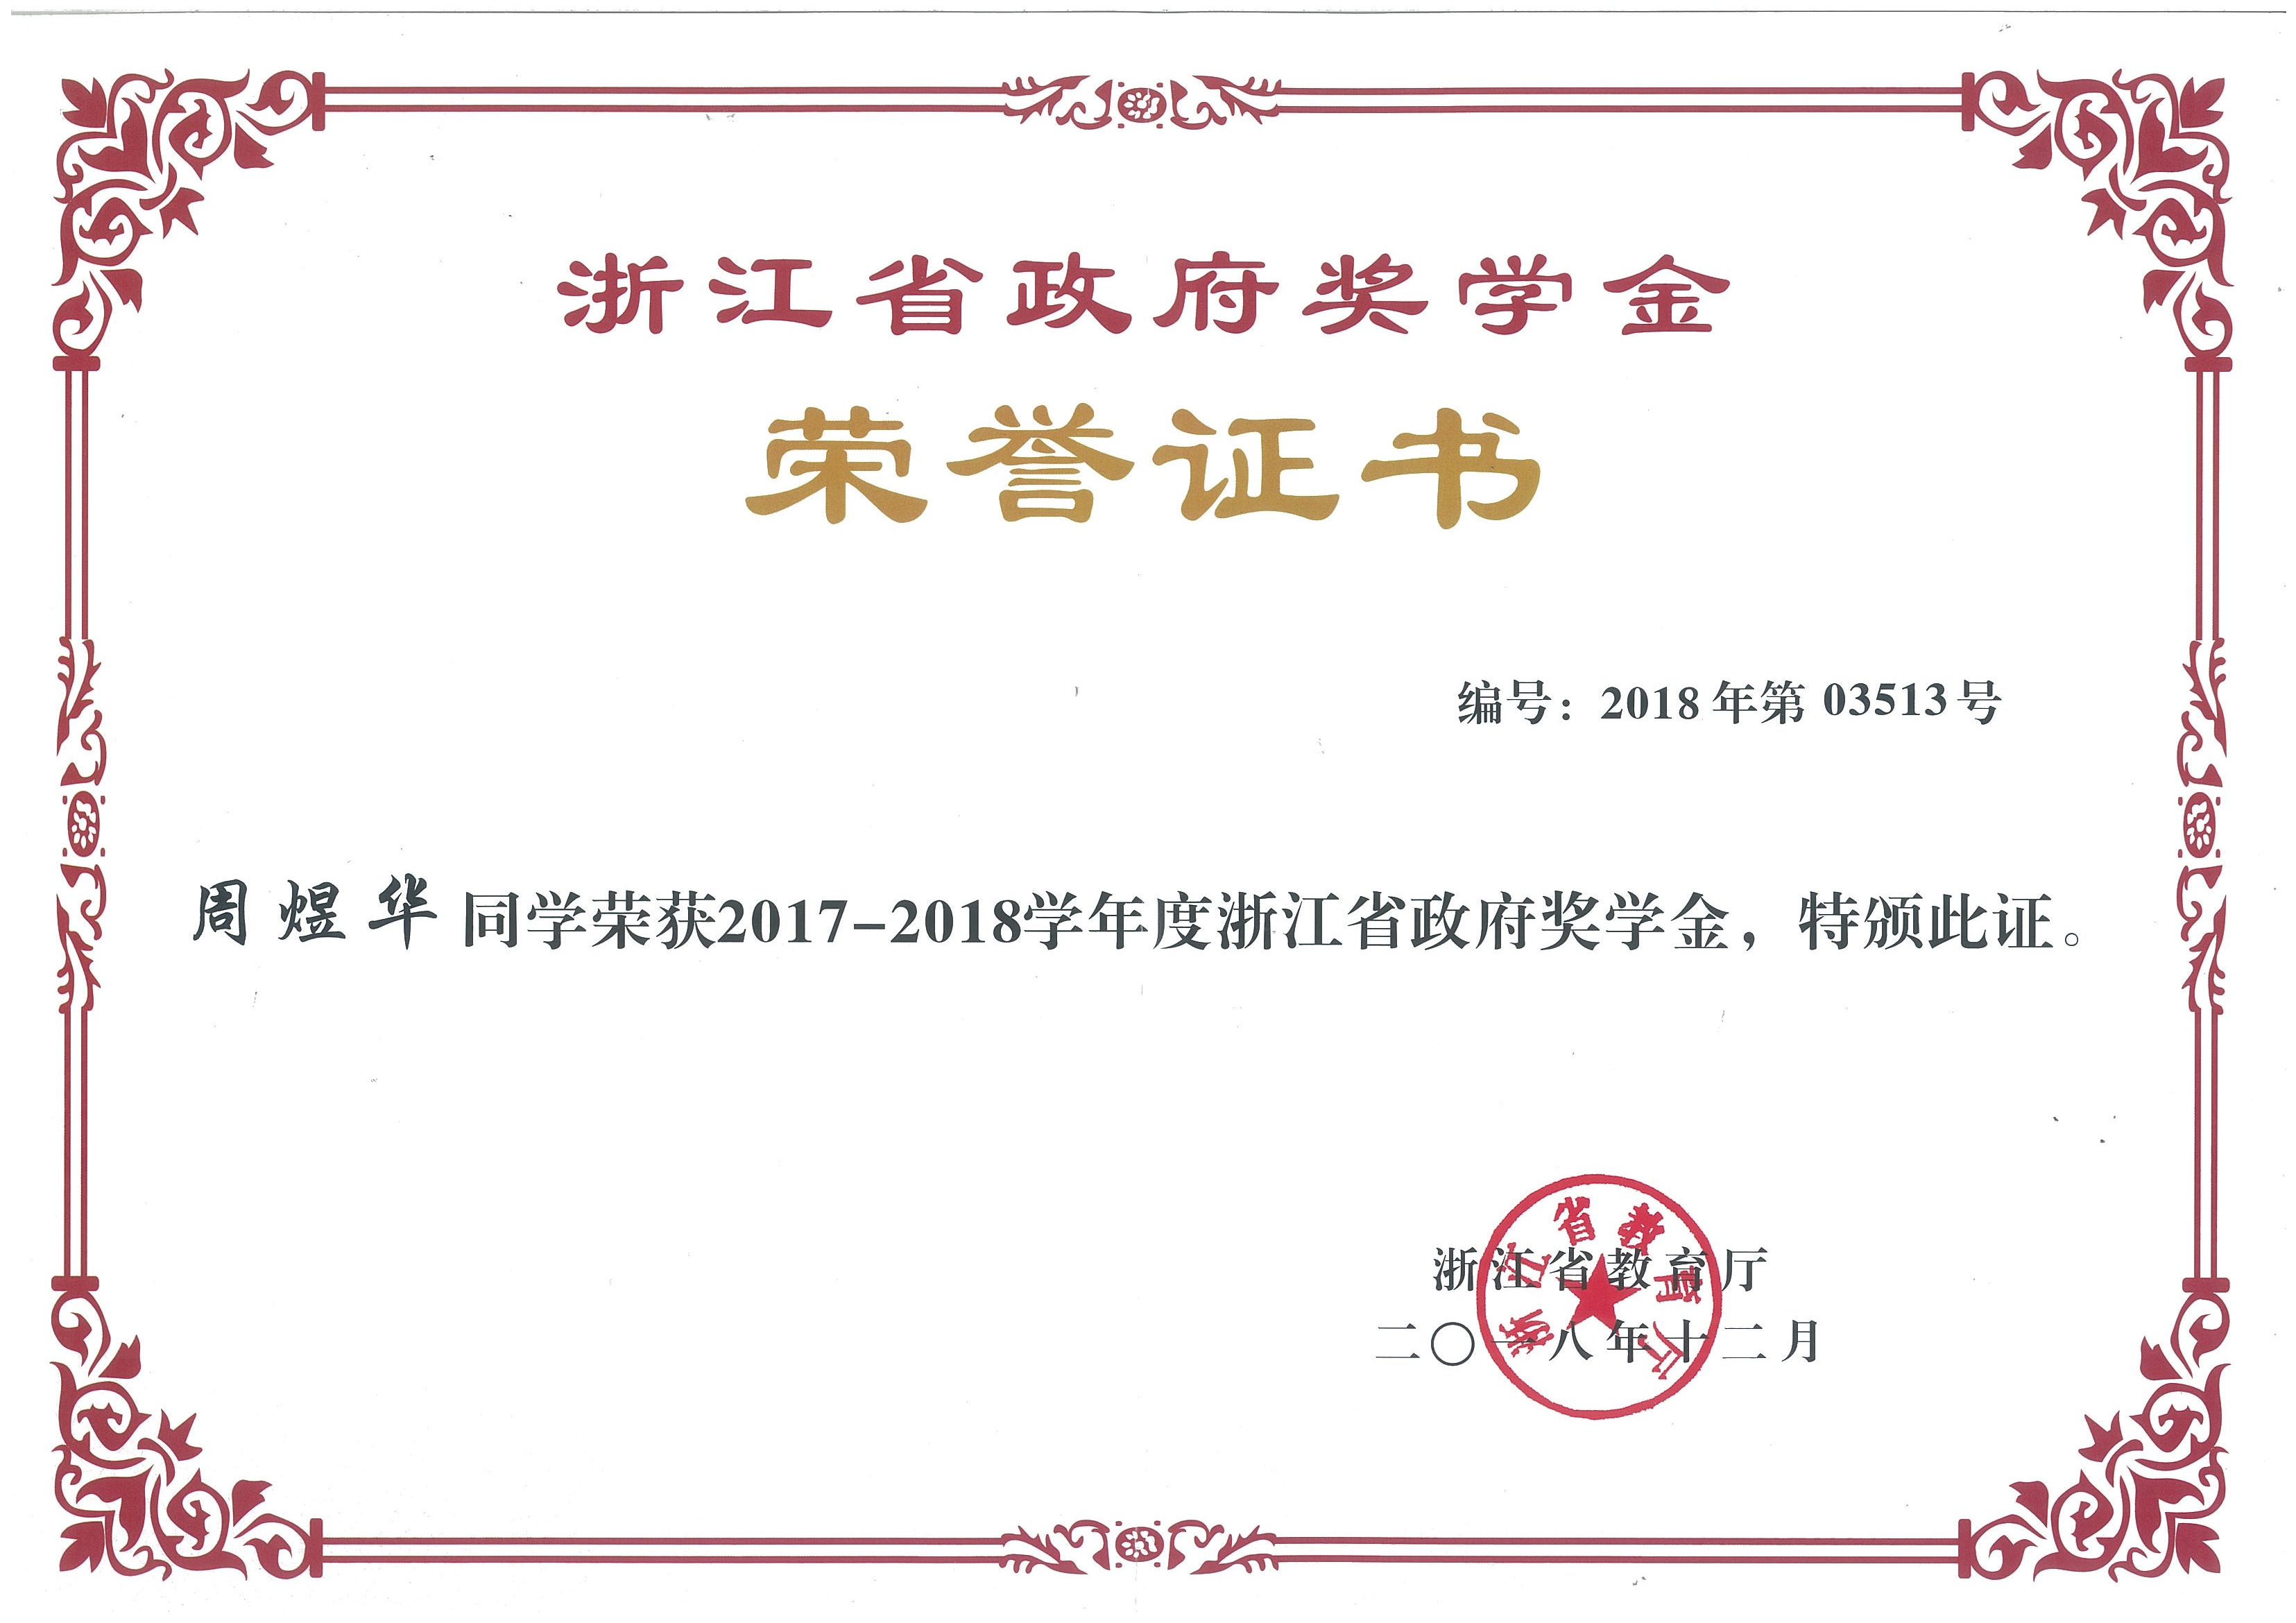 浙江省政府奖学金
荣誉证书
编号：2018年第 03513号
周煜华 同学荣获2017-2018学年度浙江省政府奖学金，特颁此证。
浙江省教育厅
二〇一八年十二月
浙江省教育厅